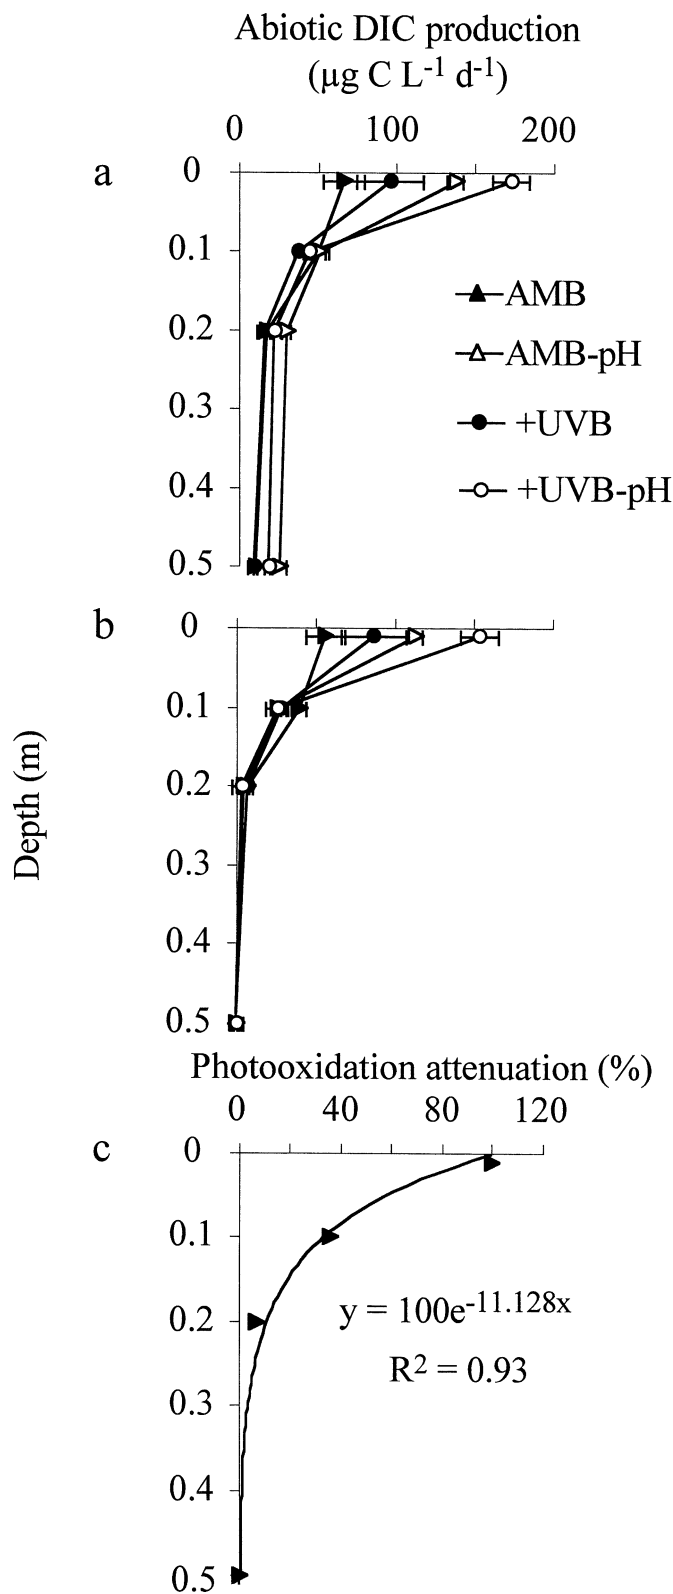 Abiotic DIC production
(µg C L-1 d-1)
0 100 200
a
0
0.1
0.2
0.3
0.4
0.5
AMB
AMB-pH
+UVB
+UVB-pH
b
0
0.1
0.2
0.3
0.4
0.5
Depth (m)
Photooxidation attenuation (%)
0 40 80 120
c
0
0.1
0.2
0.3
0.4
0.5
y = 100e-11.128x
R2 = 0.93